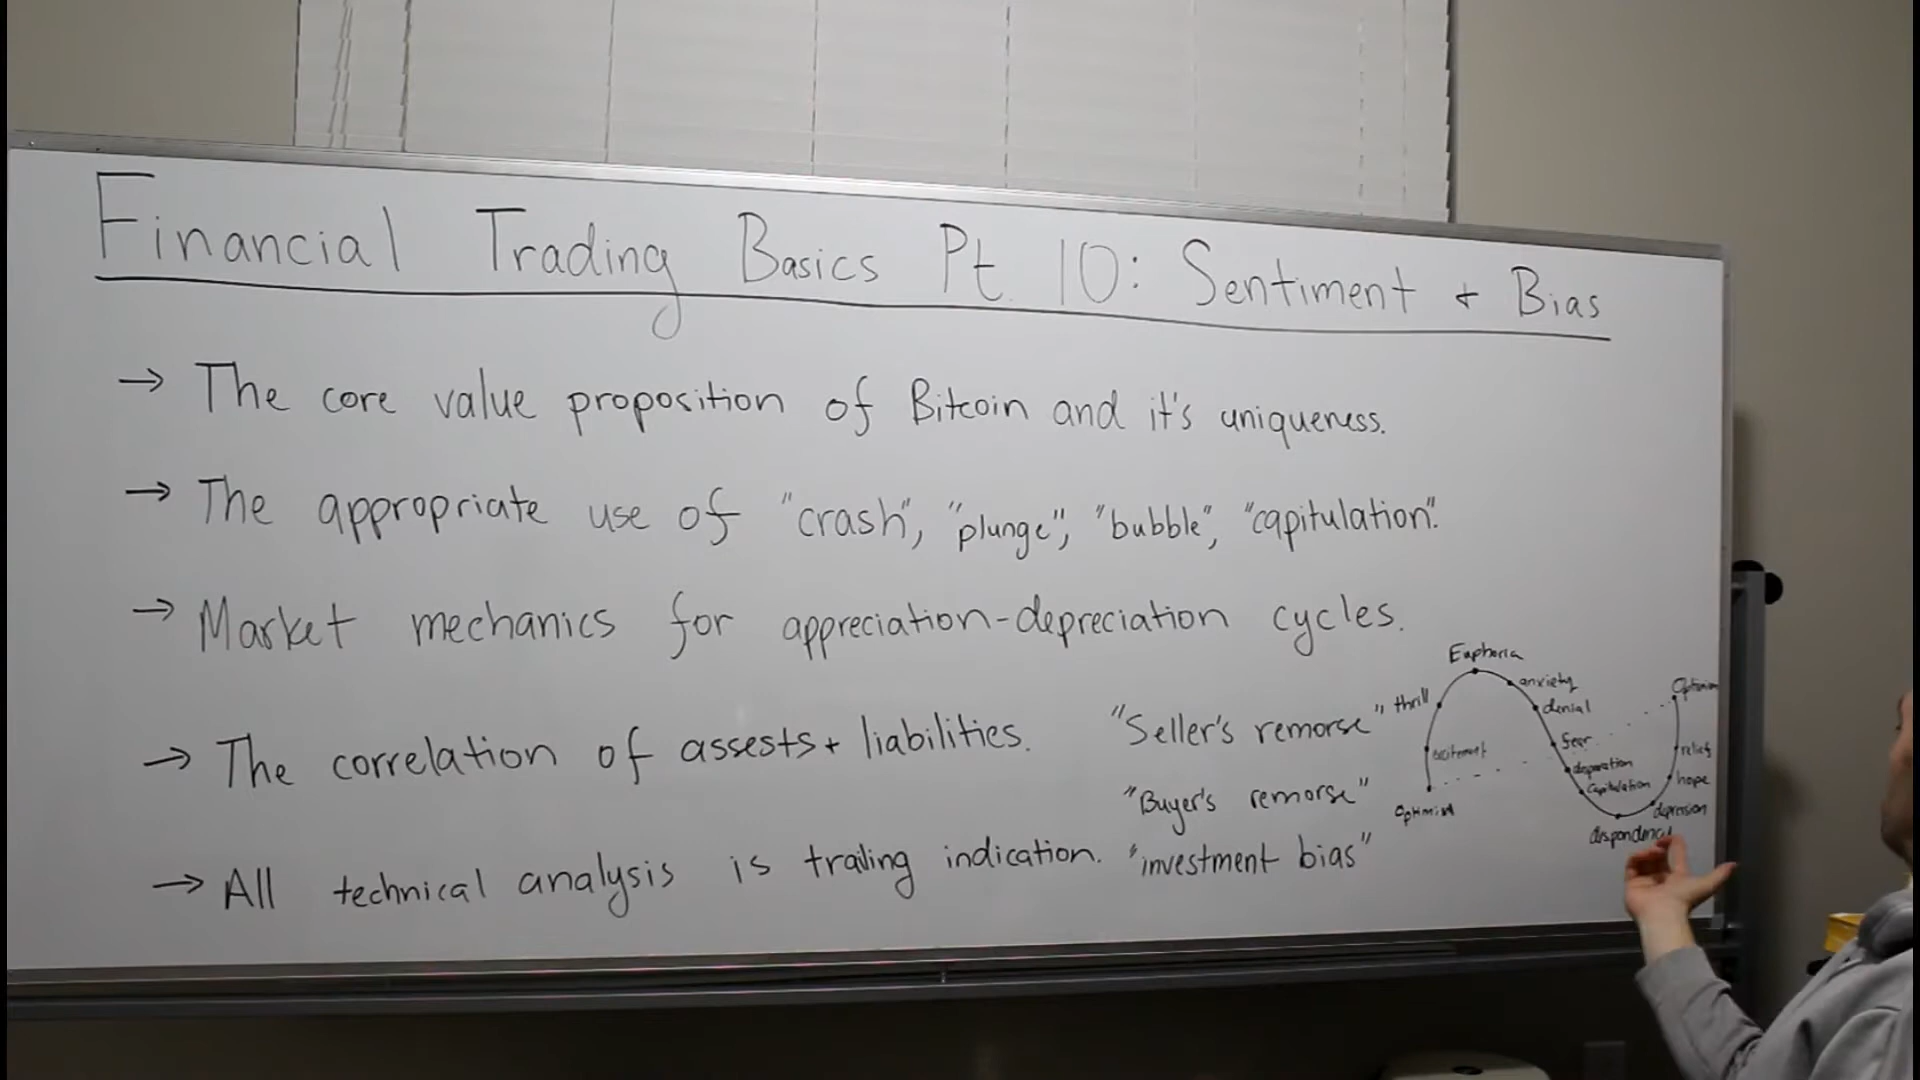 Financial Trading Basics Pt. 10: Sentiment + Bias
→ The core value proposition of Bitcoin and it's uniqueness.
→ The appropriate use of "crash", "plunge", "bubble", "capitulation".
→ Market mechanics for appreciation-depreciation cycles.
→ The correlation of assests + liabilities.
→ All technical analysis is trailing indication.
"Seller's remorse"
"Buyer's remorse"
"investment bias"
Euphoria
thrill
anxiety
denial
excitement
fear
capitulation
depression
hope
relief